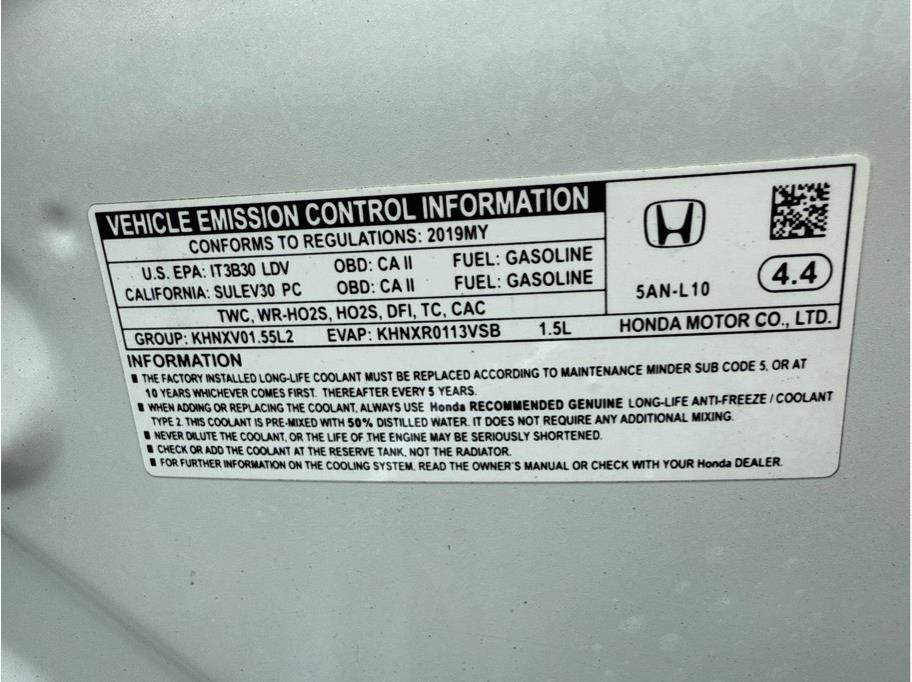 VEHICLE EMISSION CONTROL INFORMATION
CONFORMS TO REGULATIONS: 2019MY
U.S. EPA: IT3B30 LDV OBD: CA II FUEL: GASOLINE
CALIFORNIA: SULEV30 PC OBD: CA II FUEL: GASOLINE
TWC, WR-HO2S, HO2S, DFI, TC, CAC
GROUP: KHNXV01.55L2 EVAP: KHNXR0113VSB 1.5L
5AN-L10
4.4
HONDA MOTOR CO., LTD.
INFORMATION
■ THE FACTORY INSTALLED LONG-LIFE COOLANT MUST BE REPLACED ACCORDING TO MAINTENANCE MINDER SUB CODE 5, OR AT
10 YEARS WHICHEVER COMES FIRST. THEREAFTER EVERY 5 YEARS.
■ WHEN ADDING OR REPLACING THE COOLANT, ALWAYS USE Honda RECOMMENDED GENUINE LONG-LIFE ANTI-FREEZE / COOLANT
TYPE 2. THIS COOLANT IS PRE-MIXED WITH 50% DISTILLED WATER. IT DOES NOT REQUIRE ANY ADDITIONAL MIXING.
■ NEVER DILUTE THE COOLANT, OR THE LIFE OF THE ENGINE MAY BE SERIOUSLY SHORTENED.
■ CHECK OR ADD THE COOLANT AT THE RESERVE TANK, NOT THE RADIATOR.
■ FOR FURTHER INFORMATION ON THE COOLING SYSTEM, READ THE OWNER'S MANUAL OR CHECK WITH YOUR Honda DEALER.